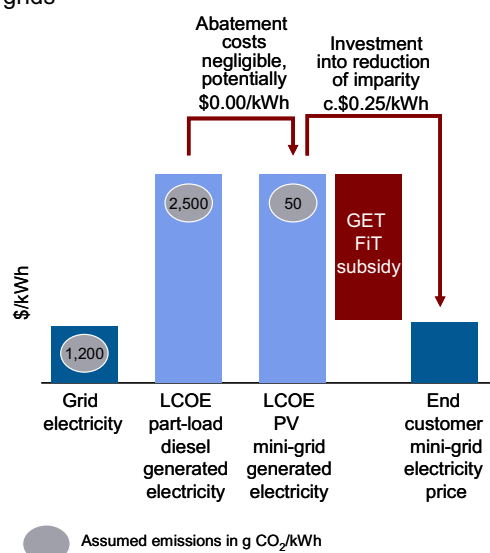 grids
Abatement
costs
negligible,
potentially
$0.00/kWh
Investment
into reduction
of imparity
c.$0.25/kWh
$/kWh
2,500
50
GET
FiT
subsidy
1,200
Grid
electricity
LCOE
part-load
diesel
generated
electricity
LCOE
PV
mini-grid
generated
electricity
End
customer
mini-grid
electricity
price
Assumed emissions in g CO₂/kWh